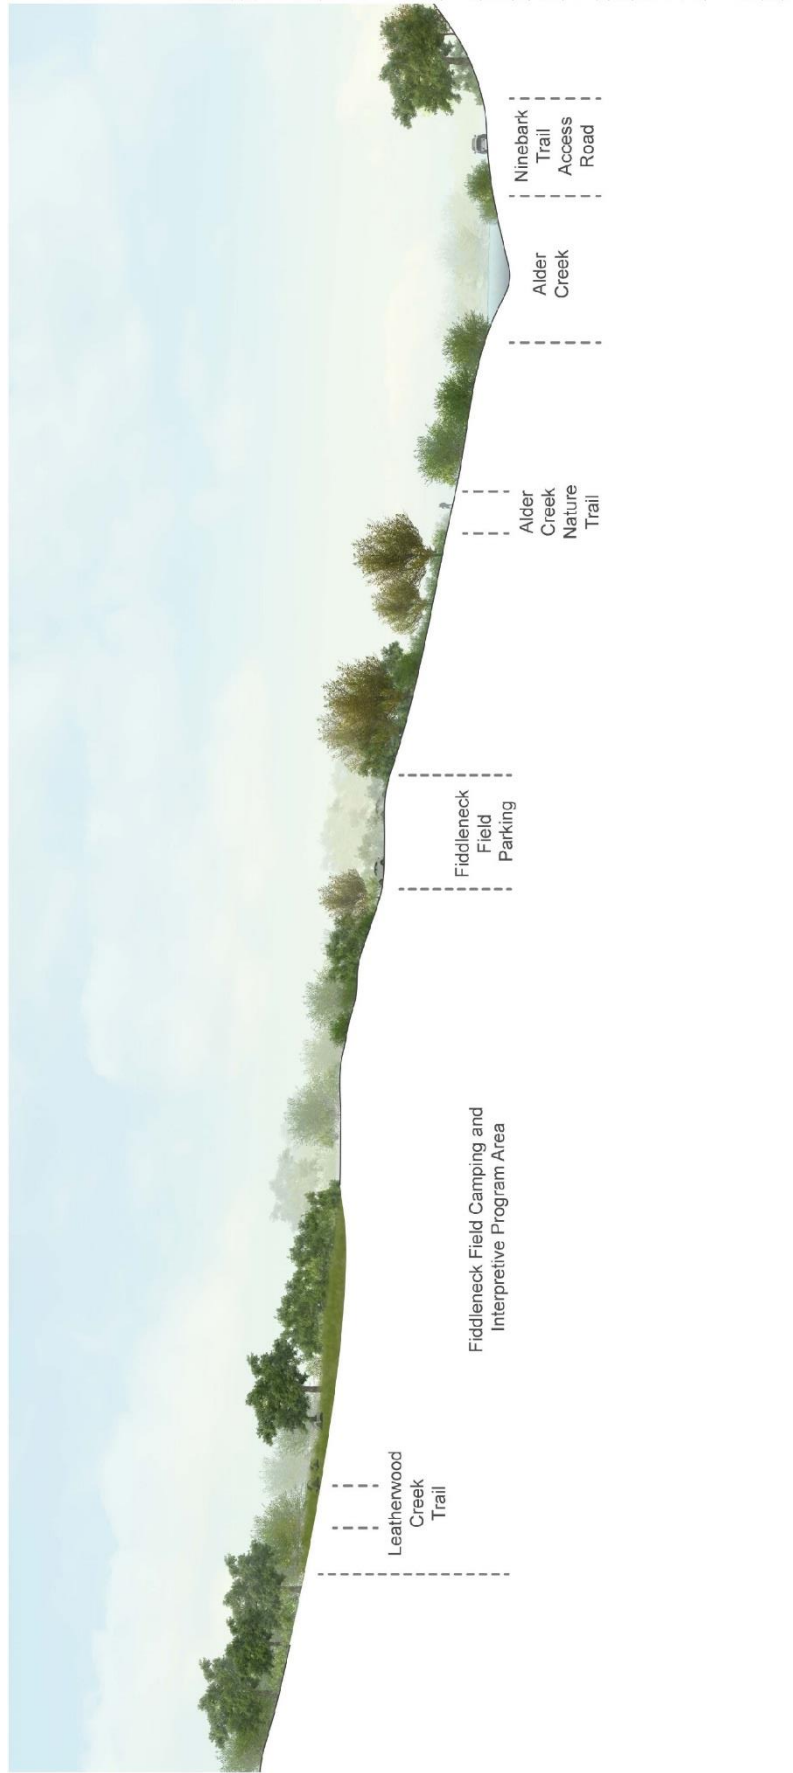 Leatherwood
Creek
Trail
Fiddleneck Field Camping and
Interpretive Program Area
Fiddleneck
Field
Parking
Alder
Creek
Nature
Trail
Alder
Creek
Ninebark
Trail
Access
Road